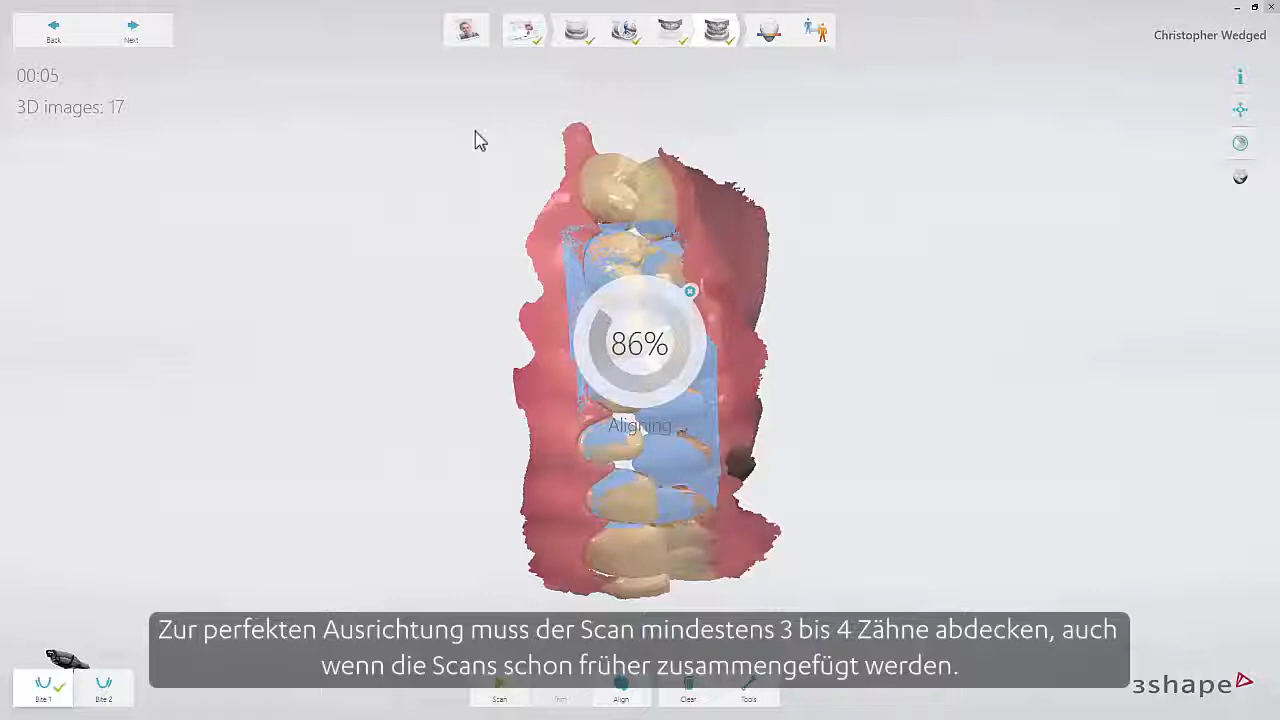 Back
Next
Christopher Wedged
00:05
3D images: 17
86%
Aligning ...
Zur perfekten Ausrichtung muss der Scan mindestens 3 bis 4 Zähne abdecken, auch
wenn die Scans schon früher zusammengefügt werden.
Bite 1
Bite 2
Scan
Trim
Align
Clear
Tools
3shape